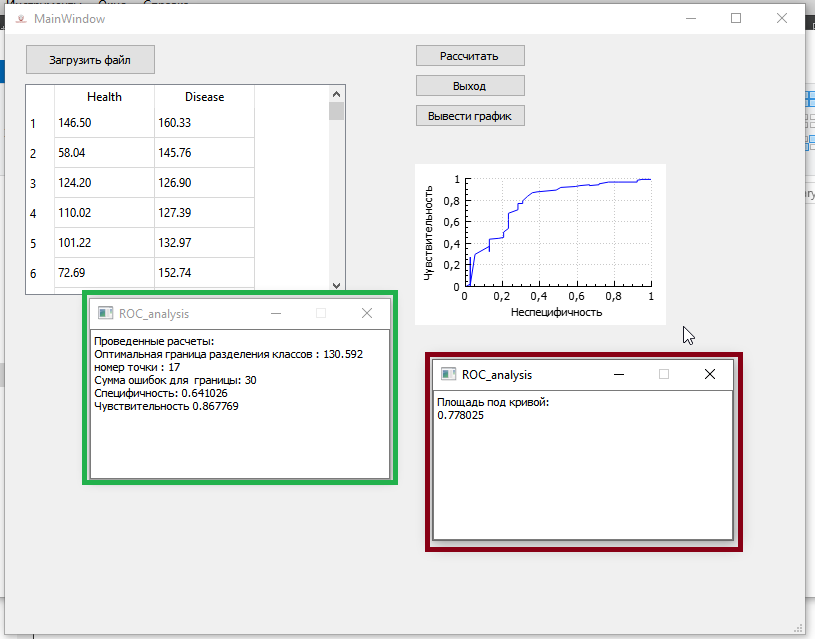 Инструменты Окно Справка
MainWindow
Загрузить файл
Рассчитать
Выход
Вывести график
Health Disease
1 146.50 160.33
2 58.04 145.76
3 124.20 126.90
4 110.02 127.39
5 101.22 132.97
6 72.69 152.74
Чувствительность
1
0,8
0,6
0,4
0,2
0
0 0,2 0,4 0,6 0,8 1
Неспецифичность
ROC_analysis
Проведенные расчеты:
Оптимальная граница разделения классов : 130.592
номер точки : 17
Сумма ошибок для границы: 30
Специфичность: 0.641026
Чувствительность 0.867769
ROC_analysis
Площадь под кривой:
0.778025